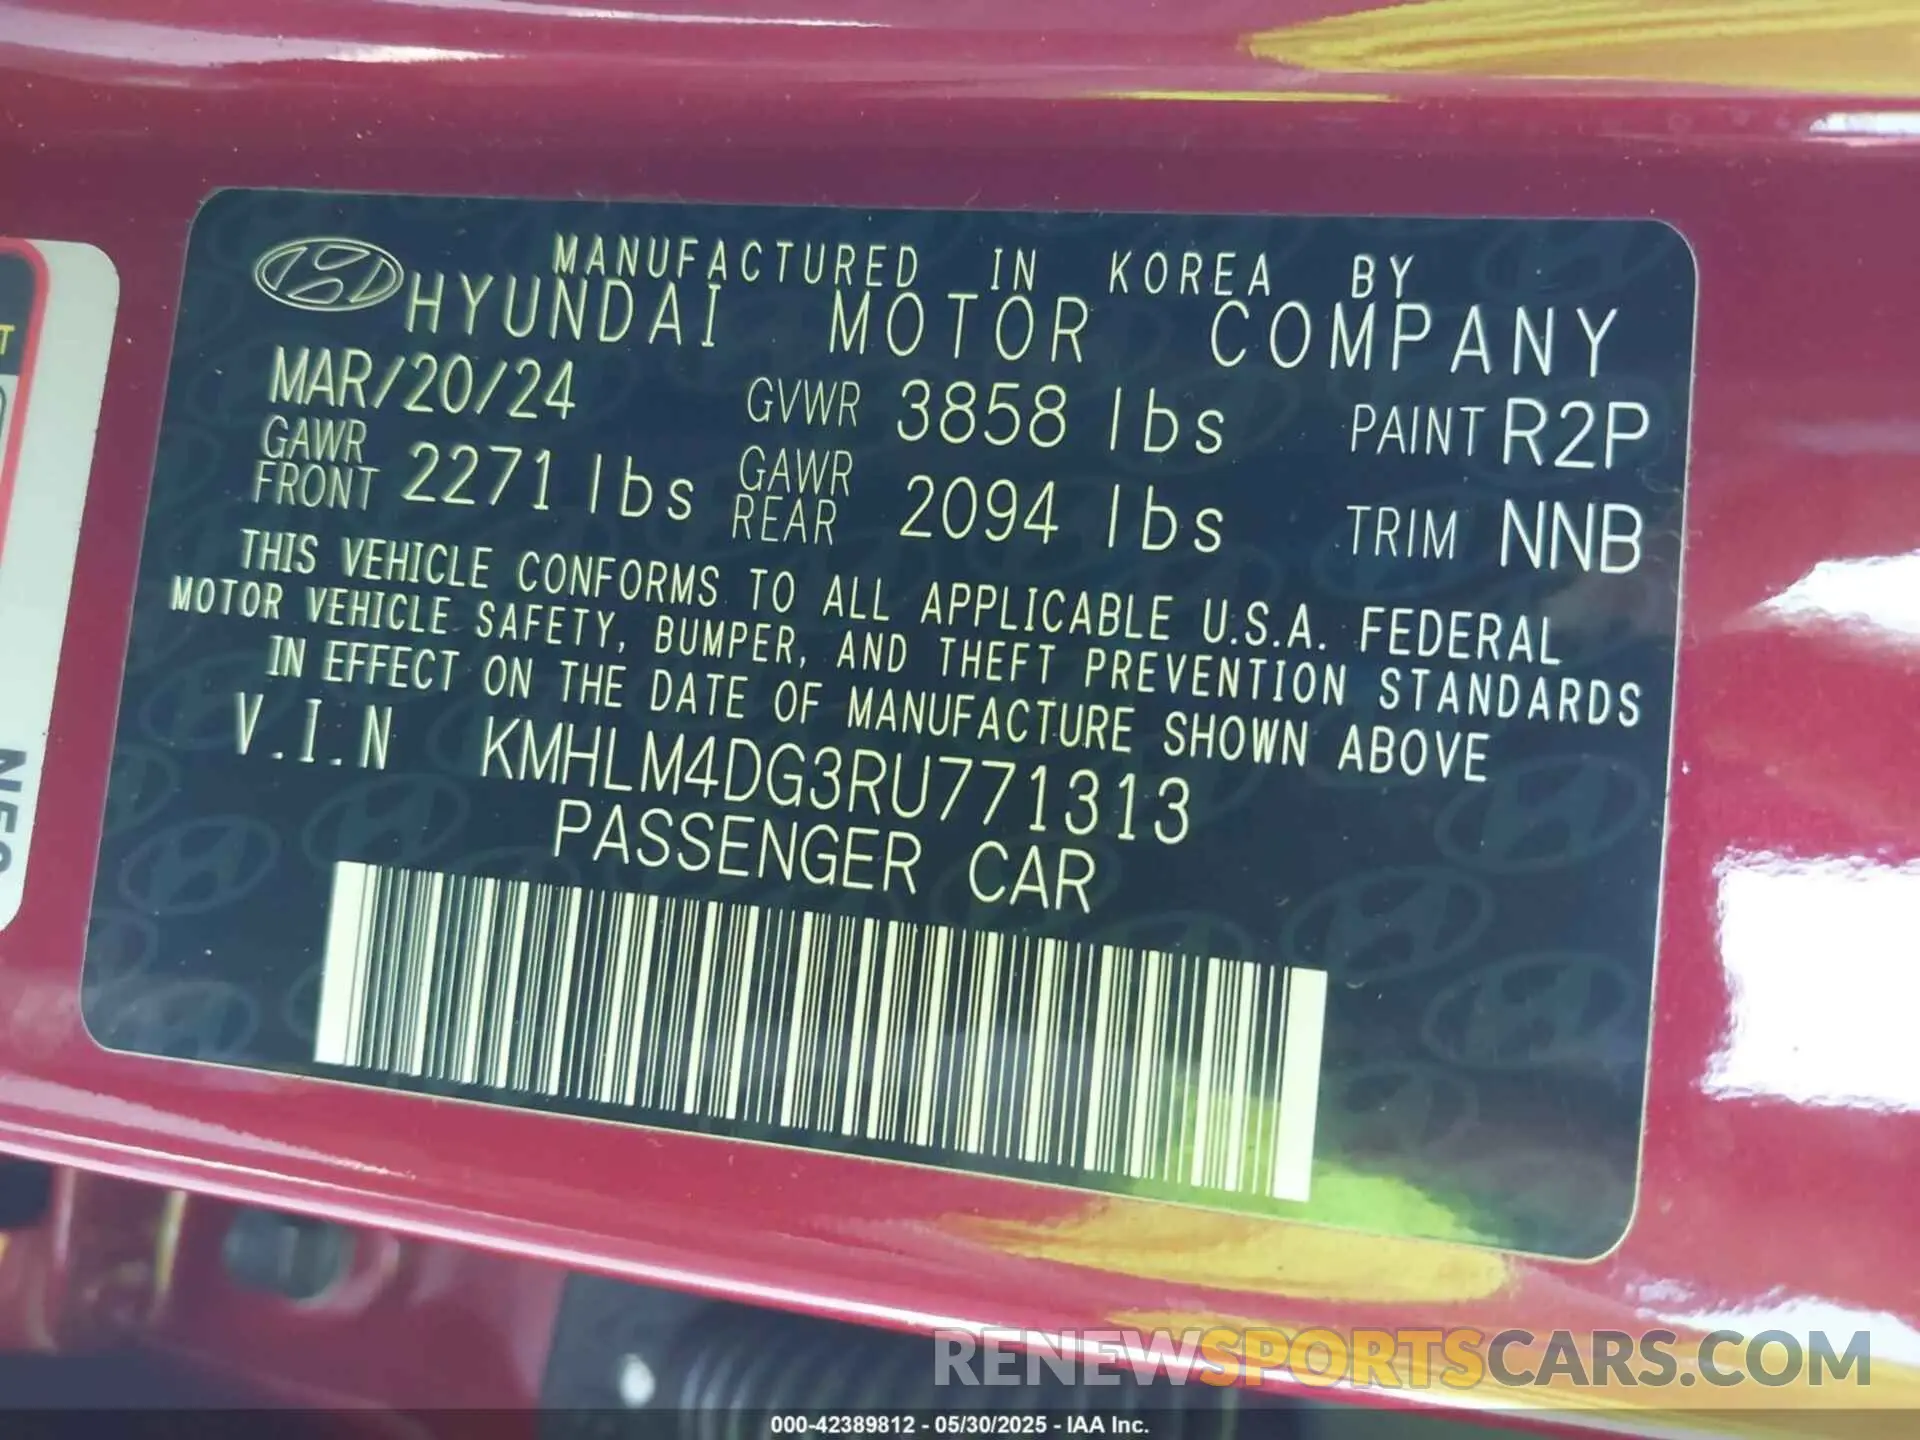 MANUFACTURED IN KOREA BY
HYUNDAI MOTOR COMPANY
MAR/20/24 GVWR 3858 lbs PAINT R2P
GAWR FRONT 2271 lbs GAWR REAR 2094 lbs TRIM NNB
THIS VEHICLE CONFORMS TO ALL APPLICABLE U.S.A. FEDERAL
MOTOR VEHICLE SAFETY, BUMPER, AND THEFT PREVENTION STANDARDS
IN EFFECT ON THE DATE OF MANUFACTURE SHOWN ABOVE
V.I.N KMHLM4DG3RU771313
PASSENGER CAR
RENEWSPORTSCARS.COM
000-42389812 - 05/30/2025 - IAA Inc.